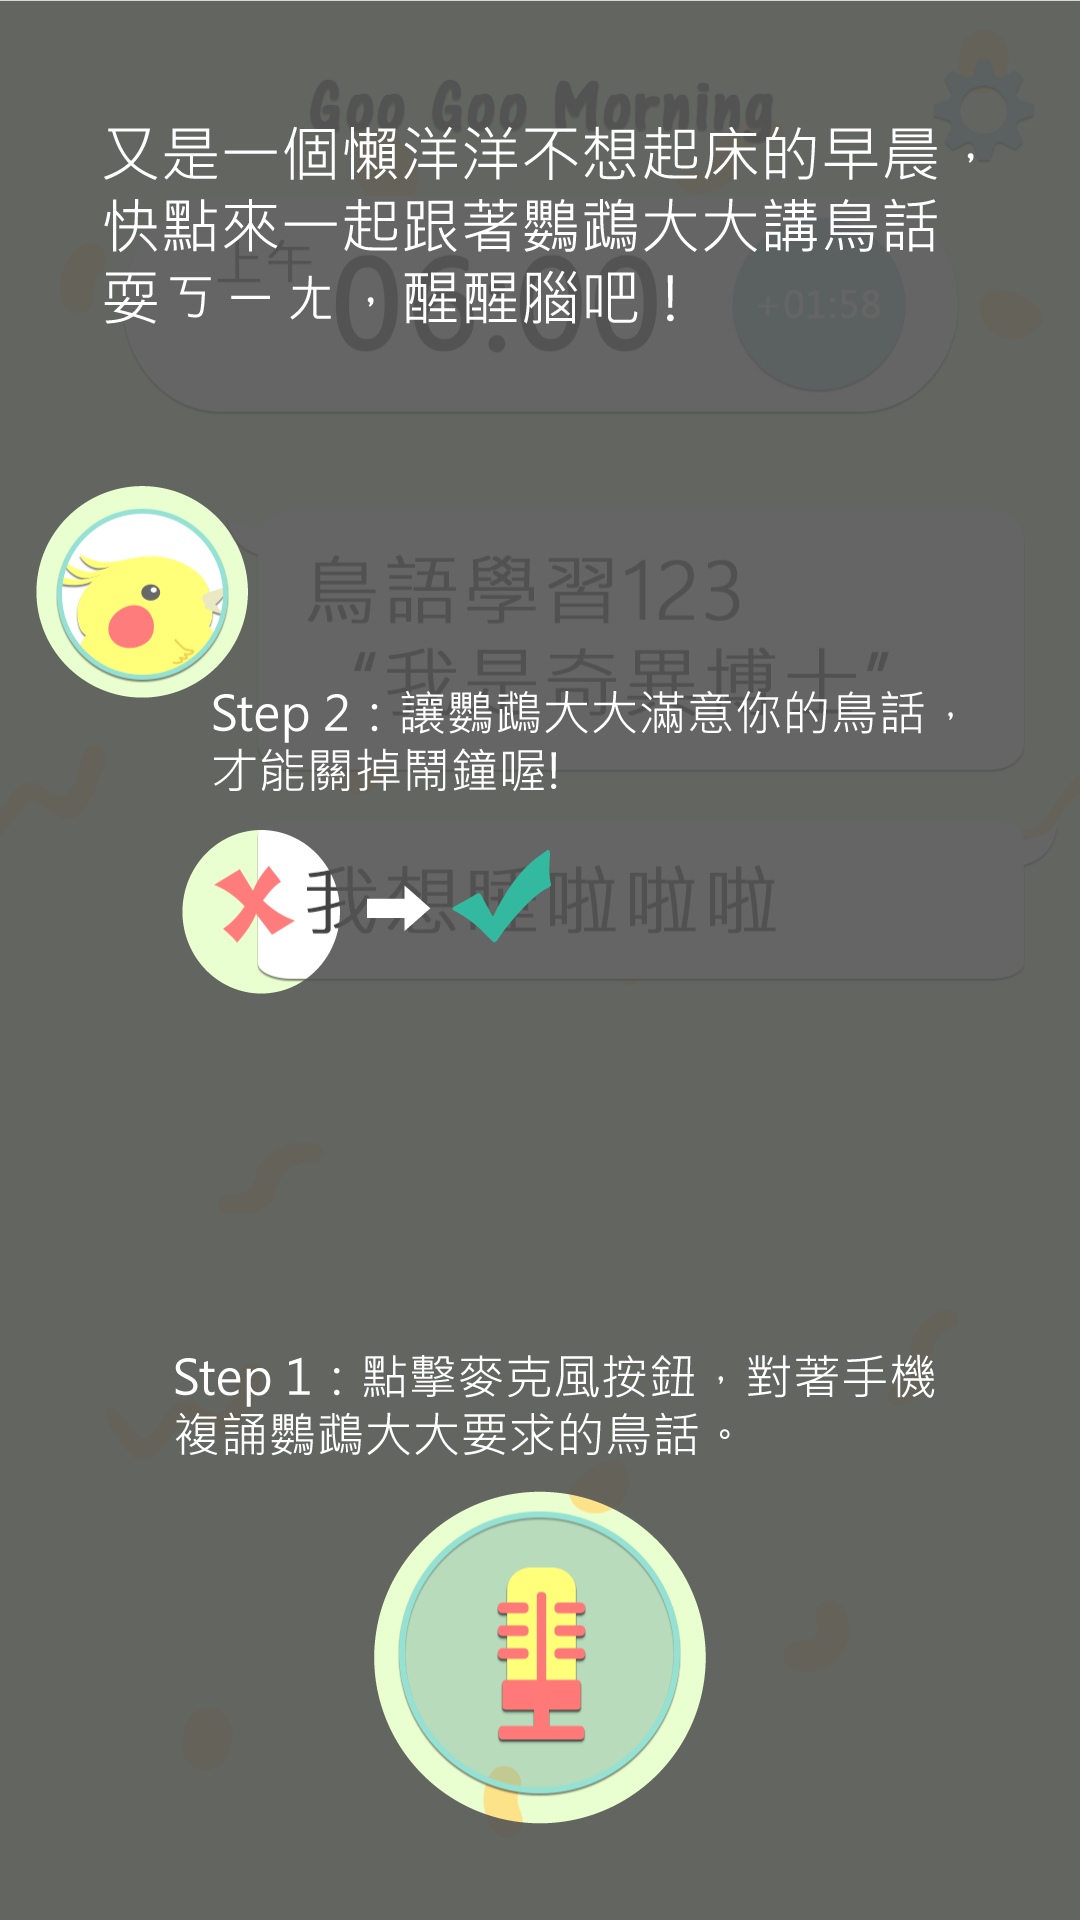 Goo Goo Morning
又是一個懶洋洋不想起床的早晨，
快點來一起跟著鸚鵡大大講鳥話
耍ㄎㄧㄤ，醒醒腦吧！
上午
06:00
+01:58
鳥語學習123
“我是奇異博士”
Step 2：讓鸚鵡大大滿意你的鳥話，
才能關掉鬧鐘喔!
我想睡啦啦啦
Step 1：點擊麥克風按鈕，對著手機
複誦鸚鵡大大要求的鳥話。